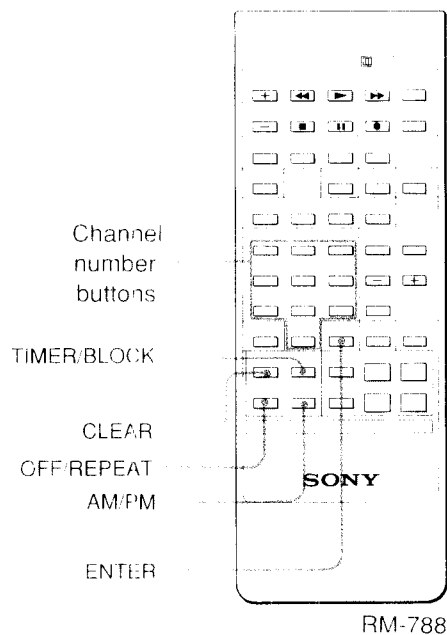 Channel
number
buttons
TIMER/BLOCK
CLEAR
OFF/REPEAT
AM/PM
ENTER
SONY
RM-788